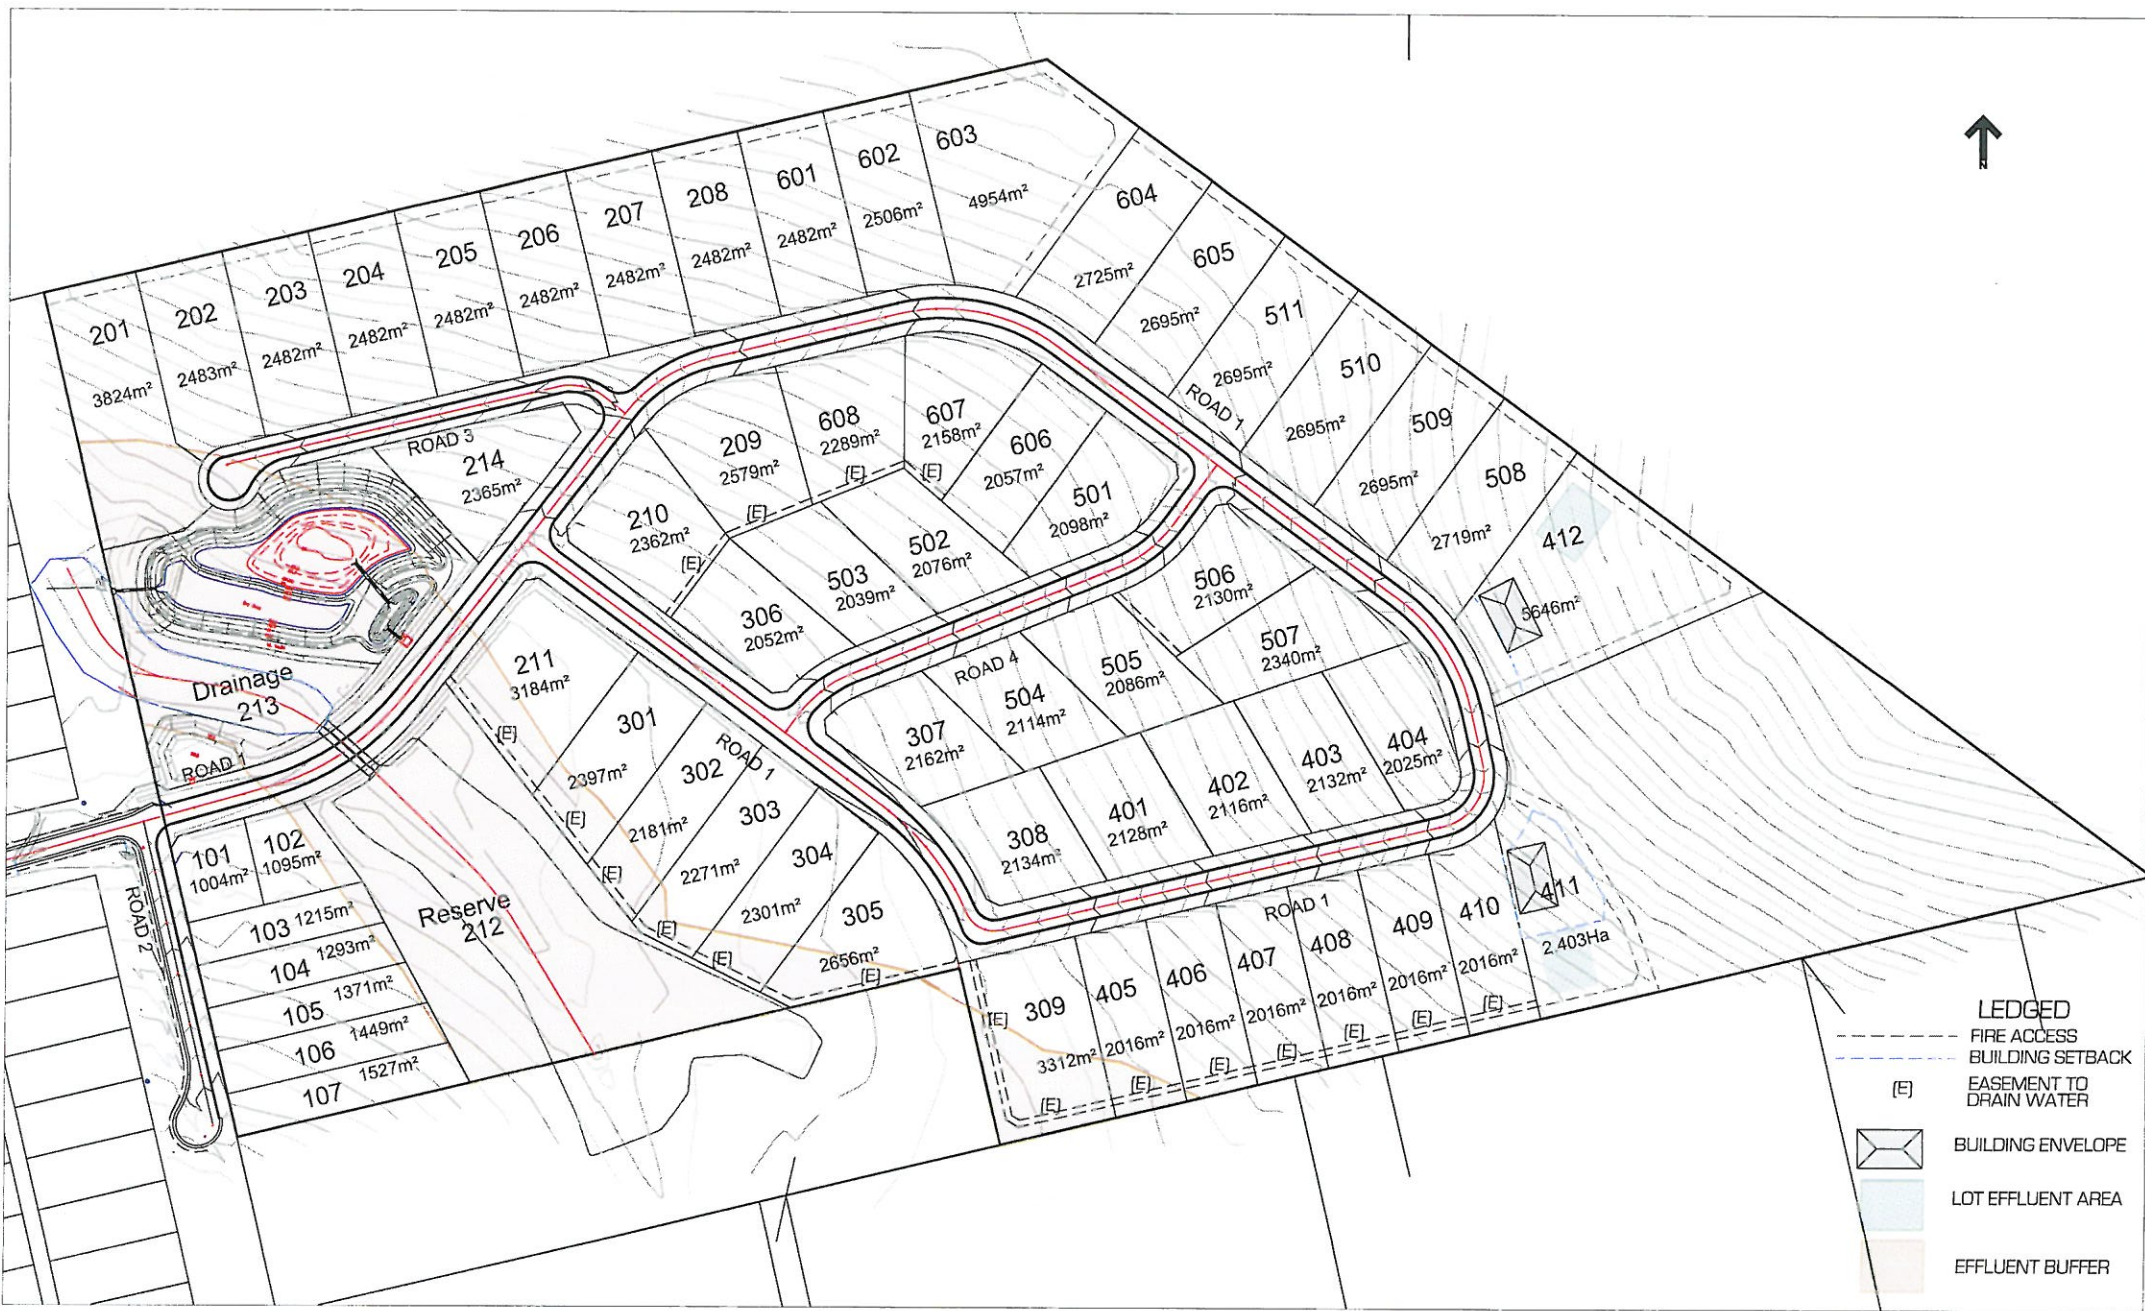 N
201
3824m²
202
2483m²
203
2482m²
204
2482m²
205
2482m²
206
2482m²
207
2482m²
208
2482m²
601
2482m²
602
2506m²
603
4954m²
604
2725m²
605
2695m²
511
2695m²
510
2695m²
509
2695m²
508
2719m²
412
5646m²
ROAD 1
ROAD 3
214
2365m²
209
2579m²
608
2289m²
607
2158m²
606
2057m²
501
2098m²
[E]
[E]
[E]
210
2362m²
[E]
502
2076m²
503
2039m²
306
2052m²
506
2130m²
507
2340m²
ROAD 4
505
2086m²
504
2114m²
307
2162m²
308
2134m²
401
2128m²
402
2116m²
403
2132m²
404
2025m²
Drainage
213
ROAD 1
211
3184m²
[E]
301
2397m²
[E]
ROAD 1
302
2181m²
[E]
303
2271m²
[E]
304
2301m²
[E]
305
2656m²
[E]
101
1004m²
102
1095m²
ROAD 2
103 1215m²
104 1293m²
105 1371m²
106 1449m²
107 1527m²
Reserve
212
ROAD 1
309
3312m²
[E]
[E]
405
2016m²
[E]
406
2016m²
[E]
407
2016m²
[E]
408
2016m²
[E]
409
2016m²
[E]
410
2016m²
[E]
411
2.403Ha
LEDGED
FIRE ACCESS
BUILDING SETBACK
[E] EASEMENT TO
DRAIN WATER
BUILDING ENVELOPE
LOT EFFLUENT AREA
EFFLUENT BUFFER